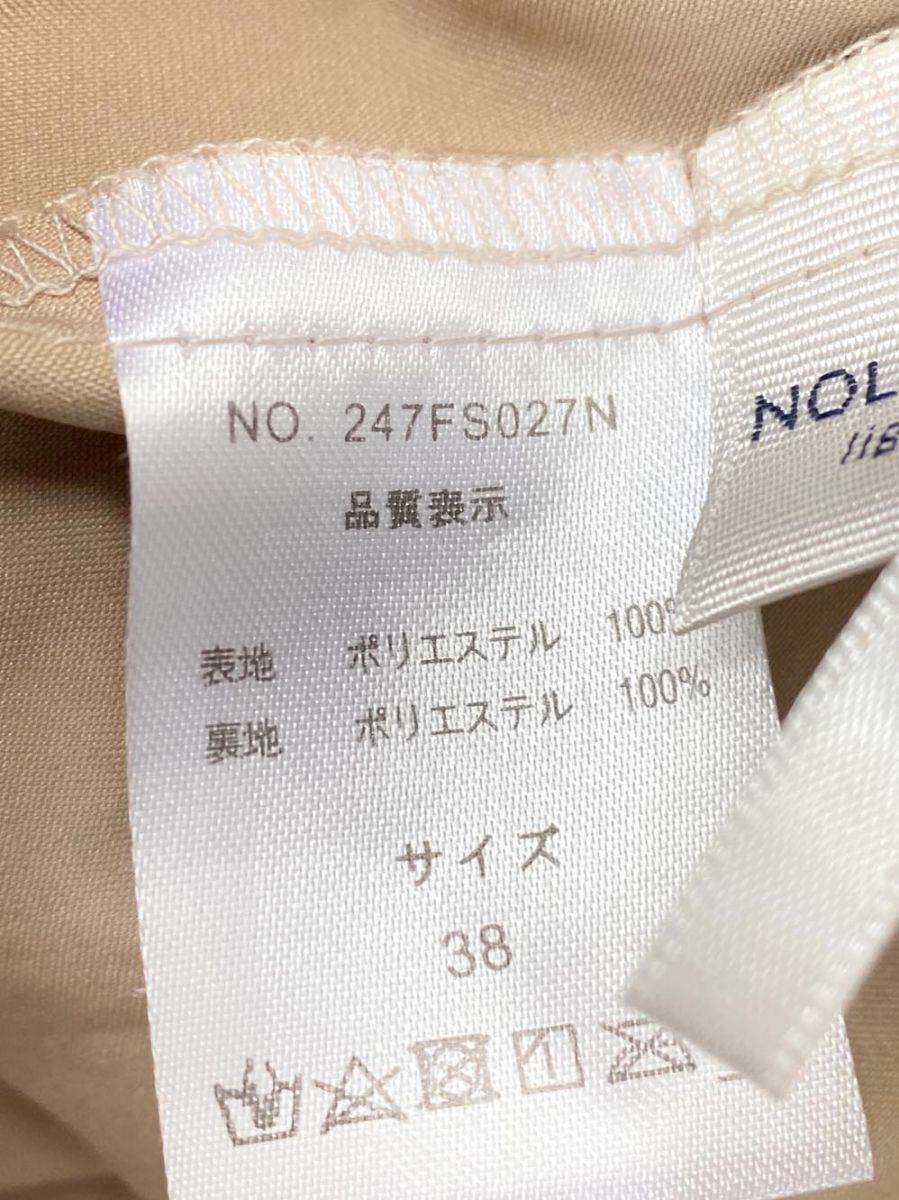 NO. 247FS027N
品質表示
表地 ポリエステル 100%
裏地 ポリエステル 100%
サイズ
38
NOL